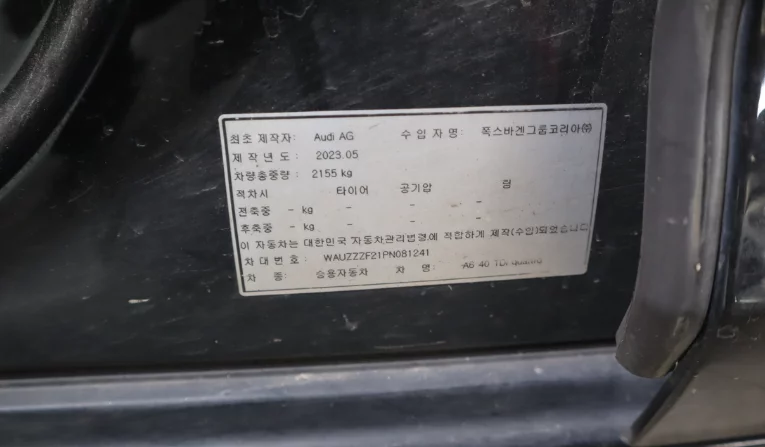 최초 제작자: Audi AG 수 입 자 명: 폭스바겐그룹코리아㈜
제 작 년 도 : 2023.05
차량총중량 : 2155 kg
적차시 타이어 공기압 림
전축중 - kg - - -
후축중 - kg - - -
이 자동차는 대한민국 자동차관리법령에 적합하게 제작(수입)되었습니다
차 대 번 호 : WAUZZZF21PN081241
차 종: 승용자동차 차 명: A6 40 TDI quattro